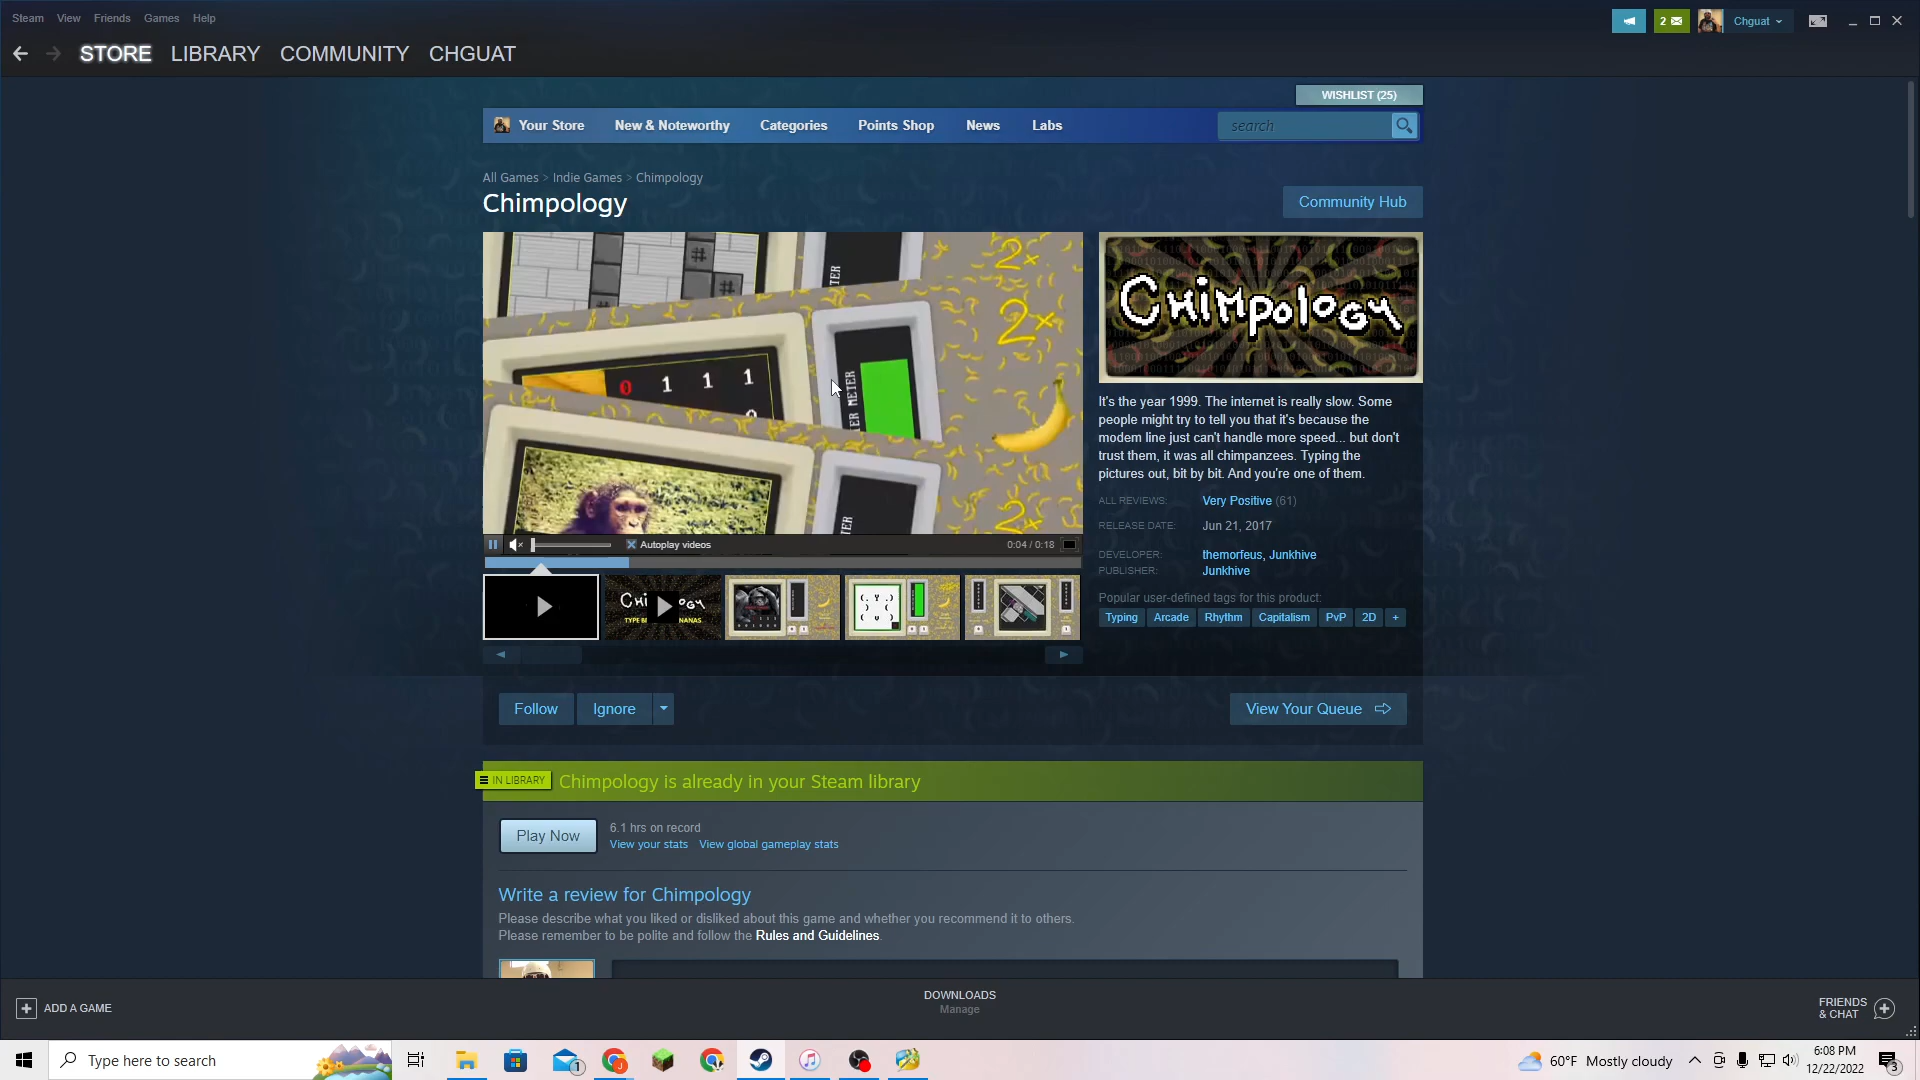 Steam View Friends Games Help
2 Chguat
STORE LIBRARY COMMUNITY CHGUAT
WISHLIST (25)
Your Store New & Noteworthy Categories Points Shop News Labs search
All Games > Indie Games > Chimpology
Chimpology
Community Hub
2x
2x
2x
0 1 1 1
METER
Chimpology
It's the year 1999. The internet is really slow. Some
people might try to tell you that it's because the
modem line just can't handle more speed... but don't
trust them, it was all chimpanzees. Typing the
pictures out, bit by bit. And you're one of them.
ALL REVIEWS: Very Positive (61)
RELEASE DATE: Jun 21, 2017
DEVELOPER: themorfeus, Junkhive
PUBLISHER: Junkhive
Popular user-defined tags for this product:
Typing Arcade Rhythm Capitalism PvP 2D +
Autoplay videos 0:04 / 0:18
Follow Ignore View Your Queue
IN LIBRARY Chimpology is already in your Steam library
Play Now
6.1 hrs on record
View your stats View global gameplay stats
Write a review for Chimpology
Please describe what you liked or disliked about this game and whether you recommend it to others.
Please remember to be polite and follow the Rules and Guidelines.
ADD A GAME
DOWNLOADS
Manage
FRIENDS
& CHAT
Type here to search
1
60°F Mostly cloudy
6:08 PM
12/22/2022
3